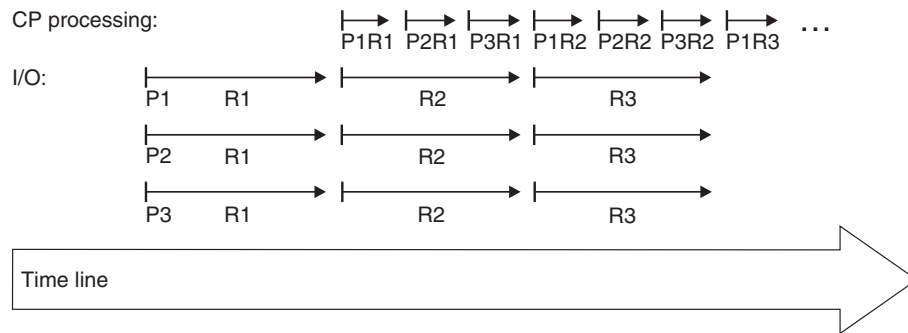 CP processing:
P1R1 P2R1 P3R1 P1R2 P2R2 P3R2 P1R3 ...
I/O:
P1 R1 R2 R3
P2 R1 R2 R3
P3 R1 R2 R3
Time line